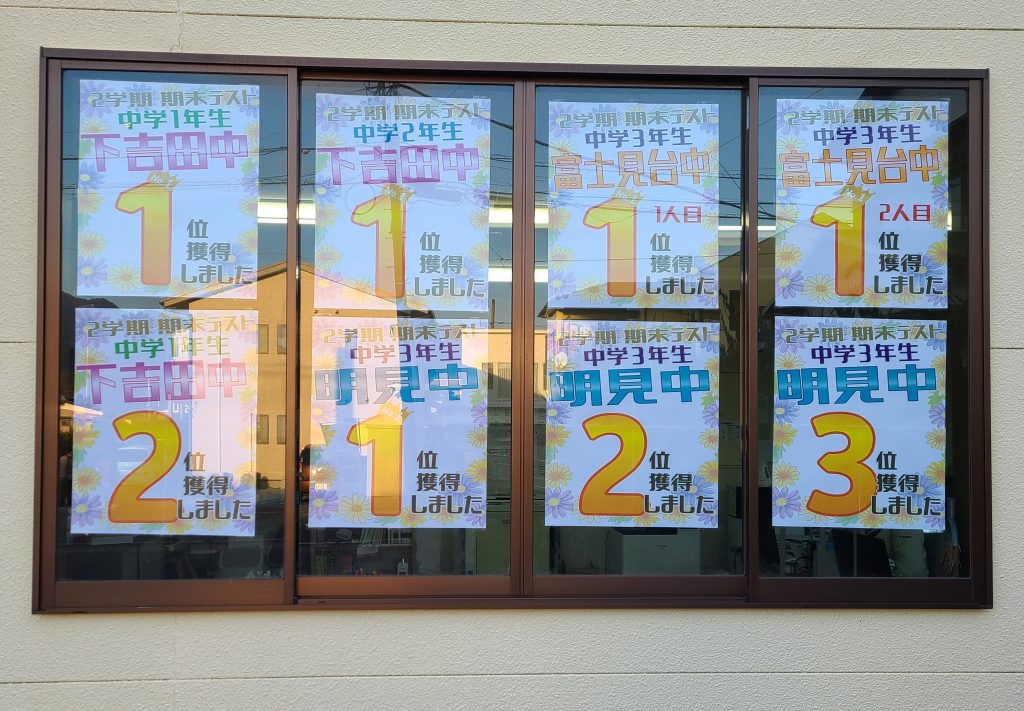 2学期 期末テスト
中学1年生
下吉田中
1
位
獲得
しました
2学期 期末テスト
中学2年生
下吉田中
1
位
獲得
しました
2学期 期末テスト
中学3年生
富士見台中
1人目
1
位
獲得
しました
2学期 期末テスト
中学3年生
富士見台中
2人目
1
位
獲得
しました
2学期 期末テスト
中学1年生
下吉田中
2
位
獲得
しました
2学期 期末テスト
中学3年生
明見中
No.
1
位
獲得
しました
2学期 期末テスト
中学3年生
明見中
2
位
獲得
しました
2学期 期末テスト
中学3年生
明見中
3
位
獲得
しました